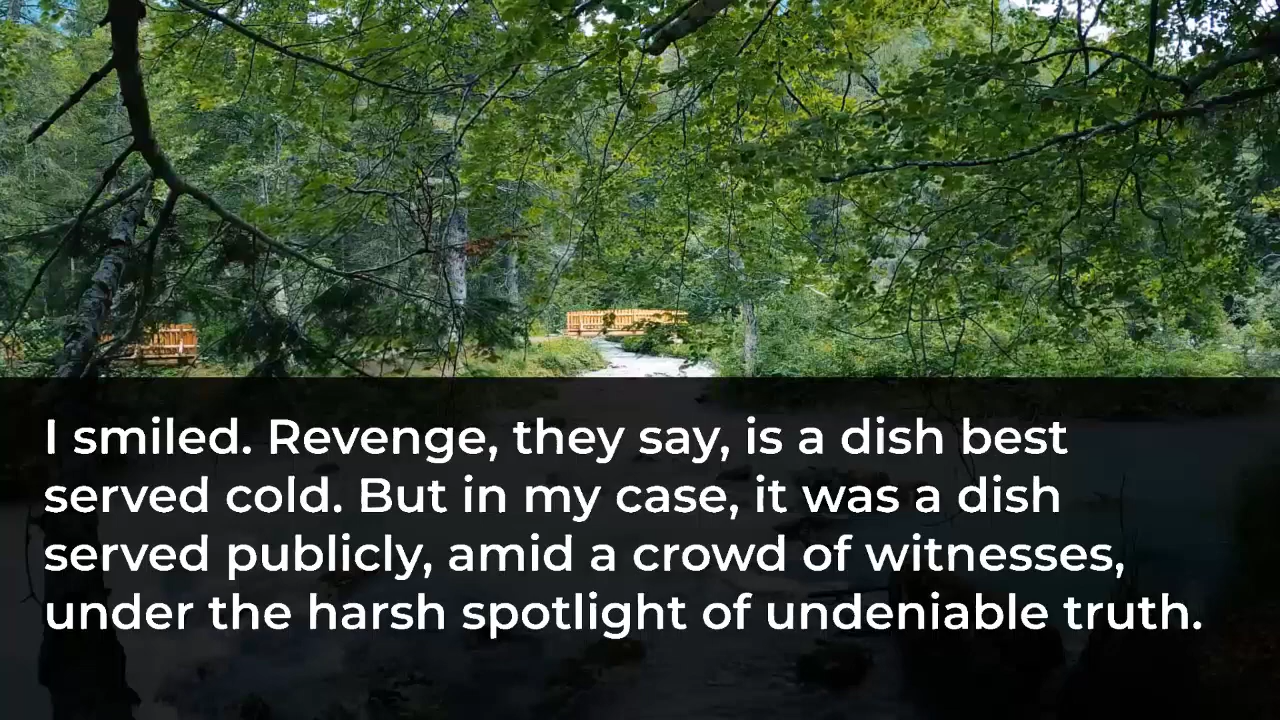 I smiled. Revenge, they say, is a dish best
served cold. But in my case, it was a dish
served publicly, amid a crowd of witnesses,
under the harsh spotlight of undeniable truth.